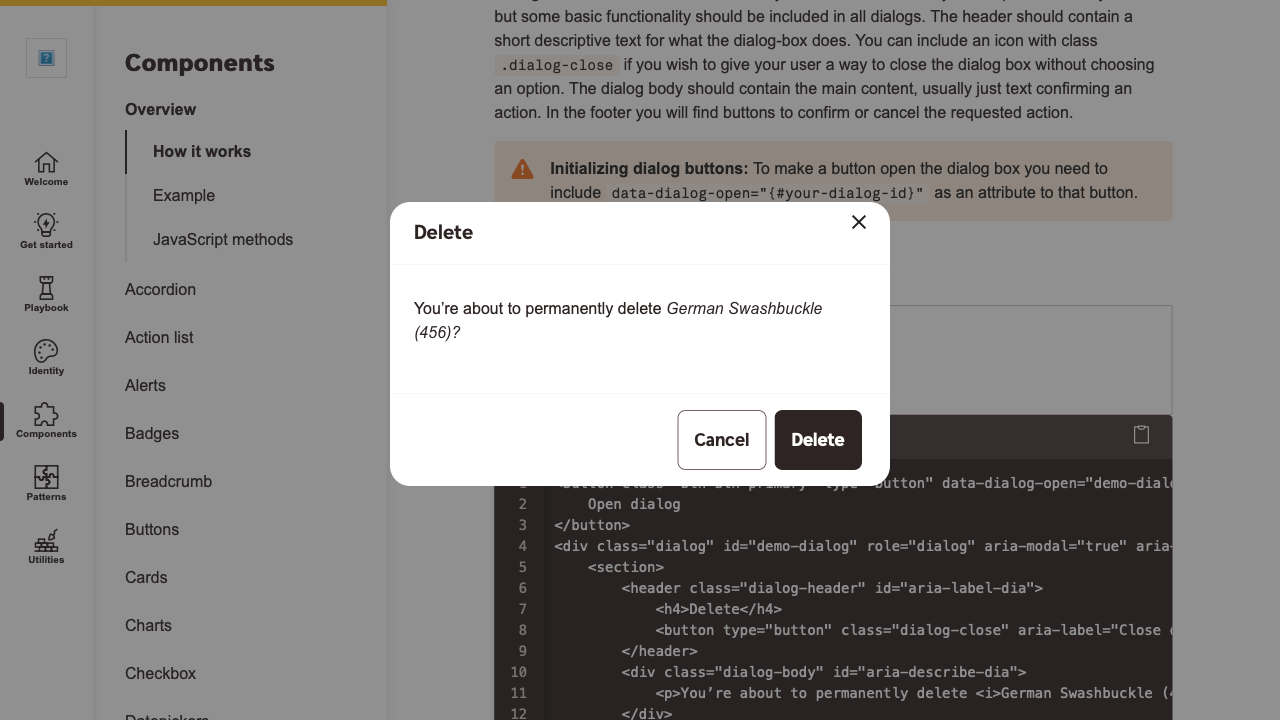 Welcome
Get started
Playbook
Identity
Components
Patterns
Utilities
Components
Overview
How it works
Example
JavaScript methods
Accordion
Action list
Alerts
Badges
Breadcrumb
Buttons
Cards
Charts
Checkbox
Datepickers
but some basic functionality should be included in all dialogs. The header should contain a
short descriptive text for what the dialog-box does. You can include an icon with class
.dialog-close if you wish to give your user a way to close the dialog box without choosing
an option. The dialog body should contain the main content, usually just text confirming an
action. In the footer you will find buttons to confirm or cancel the requested action.
Initializing dialog buttons: To make a button open the dialog box you need to
include data-dialog-open="{#your-dialog-id}" as an attribute to that button.
Delete
You’re about to permanently delete German Swashbuckle
(456)?
Cancel
Delete
1 <button class="btn btn-primary" type="button" data-dialog-open="demo-dial
2 Open dialog
3 </button>
4 <div class="dialog" id="demo-dialog" role="dialog" aria-modal="true" aria-
5 <section>
6 <header class="dialog-header" id="aria-label-dia">
7 <h4>Delete</h4>
8 <button type="button" class="dialog-close" aria-label="Close
9 </header>
10 <div class="dialog-body" id="aria-describe-dia">
11 <p>You’re about to permanently delete <i>German Swashbuckle (4
12 </div>